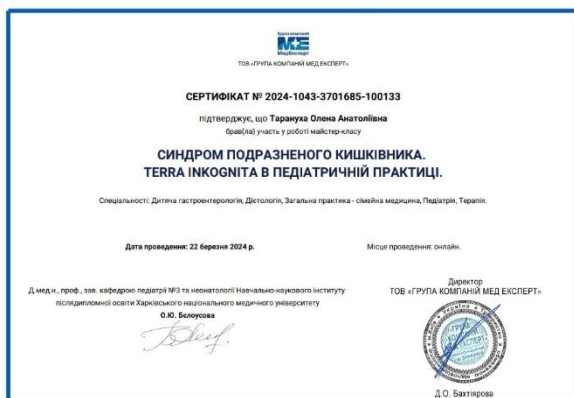 Група компаній
МЕ
МедЕксперт
ТОВ «ГРУПА КОМПАНІЙ МЕД ЕКСПЕРТ»
СЕРТИФІКАТ № 2024-1043-3701685-100133
підтверджує, що Тарануха Олена Анатоліївна
брав(ла) участь у роботі майстер-класу
СИНДРОМ ПОДРАЗНЕНОГО КИШКІВНИКА.
TERRA INKOGNITA В ПЕДІАТРИЧНІЙ ПРАКТИЦІ.
Спеціальності: Дитяча гастроентерологія, Дієтологія, Загальна практика - сімейна медицина, Педіатрія, Терапія.
Дата проведення: 22 березня 2024 р.
Місце проведення: онлайн.
Д.мед.н., проф., зав. кафедрою педіатрії №3 та неонатології Навчально-наукового інституту
післядипломної освіти Харківського національного медичного університету
О.Ю. Бєлоусова
Директор
ТОВ «ГРУПА КОМПАНІЙ МЕД ЕКСПЕРТ»
Д.О. Бахтіярова